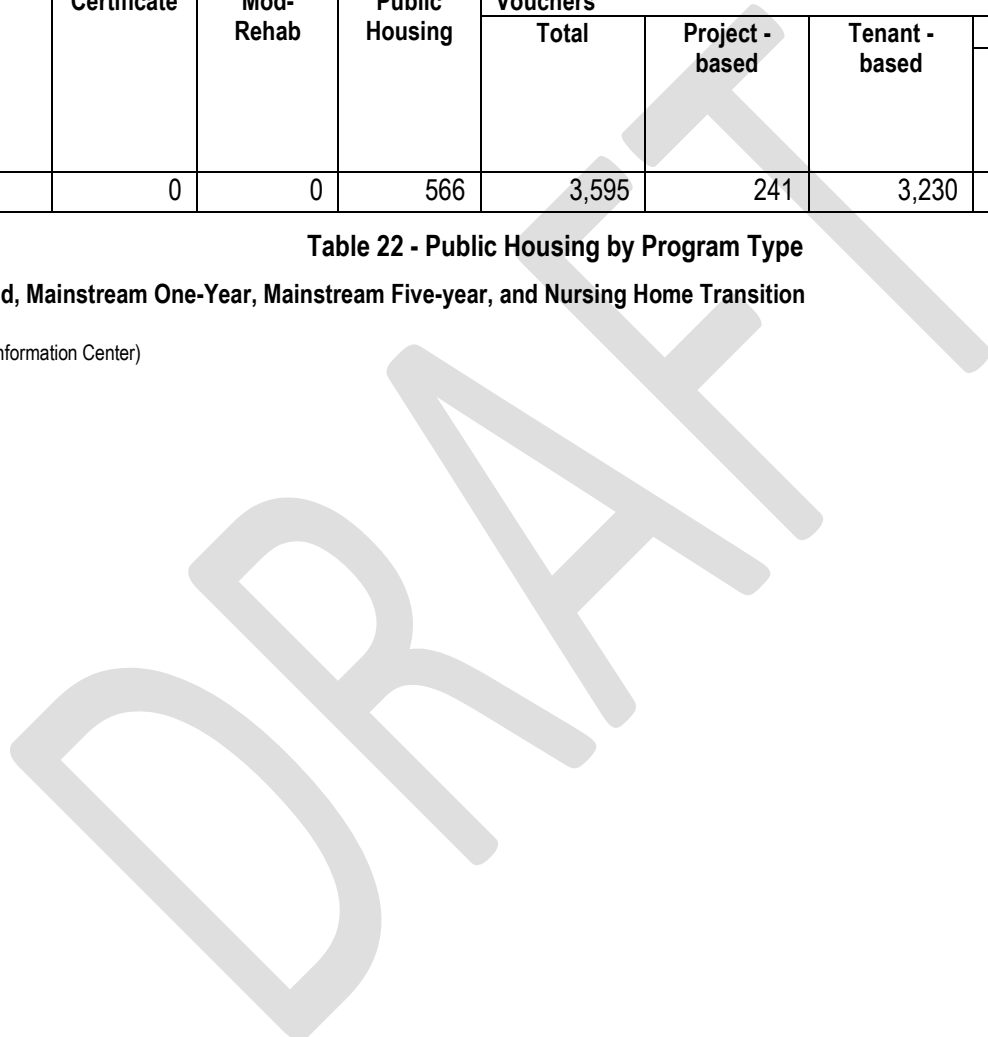 Certificate Mod- Public Vouchers
Rehab Housing Total Project - Tenant -
based based
0 0 566 3,595 241 3,230
Table 22 - Public Housing by Program Type
d, Mainstream One-Year, Mainstream Five-year, and Nursing Home Transition
nformation Center)
DRAFT